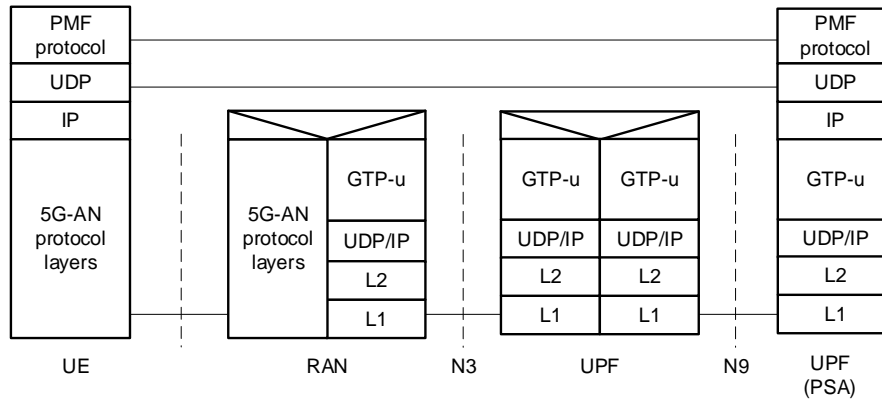 PMF
protocol
UDP
IP
5G-AN
protocol
layers
UE
5G-AN
protocol
layers
GTP-u
UDP/IP
L2
L1
RAN
N3
GTP-u
GTP-u
UDP/IP
UDP/IP
L2
L2
L1
L1
UPF
N9
PMF
protocol
UDP
IP
GTP-u
UDP/IP
L2
L1
UPF
(PSA)